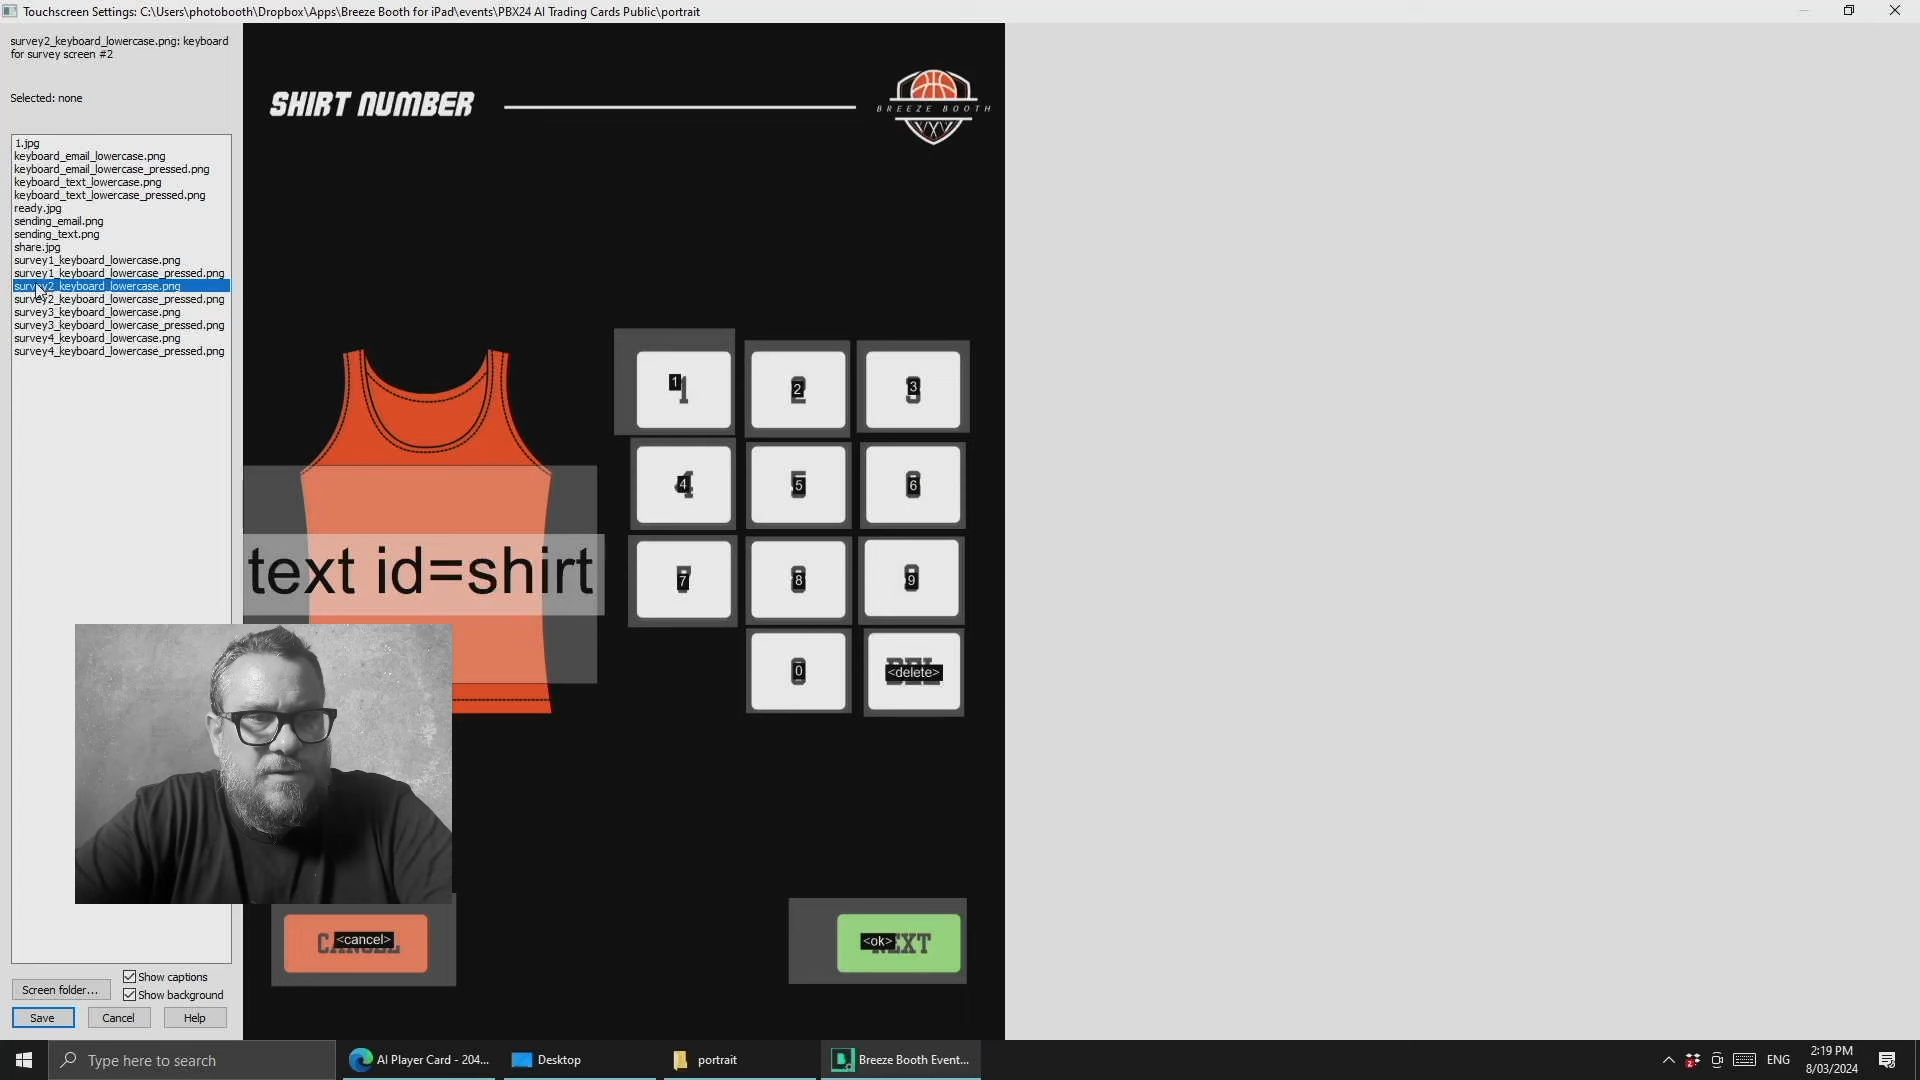 Touchscreen Settings: C:\Users\photobooth\Dropbox\Apps\Breeze Booth for iPad\events\PBX24 AI Trading Cards Public\portrait
survey2_keyboard_lowercase.png: keyboard
for survey screen #2
Selected: none
1.jpg
keyboard_email_lowercase.png
keyboard_email_lowercase_pressed.png
keyboard_text_lowercase.png
keyboard_text_lowercase_pressed.png
ready.jpg
sending_email.png
sending_text.png
share.jpg
survey1_keyboard_lowercase.png
survey1_keyboard_lowercase_pressed.png
survey2_keyboard_lowercase.png
survey2_keyboard_lowercase_pressed.png
survey3_keyboard_lowercase.png
survey3_keyboard_lowercase_pressed.png
survey4_keyboard_lowercase.png
survey4_keyboard_lowercase_pressed.png
Screen folder...
Show captions
Show background
Save Cancel Help
SHIRT NUMBER
BREEZE BOOTH
text id=shirt
1 2 3
4 5 6
7 8 9
0 <delete>
<cancel>
<ok> NEXT
Type here to search
AI Player Card - 204...
Desktop
portrait
Breeze Booth Event...
ENG
2:19 PM
8/03/2024